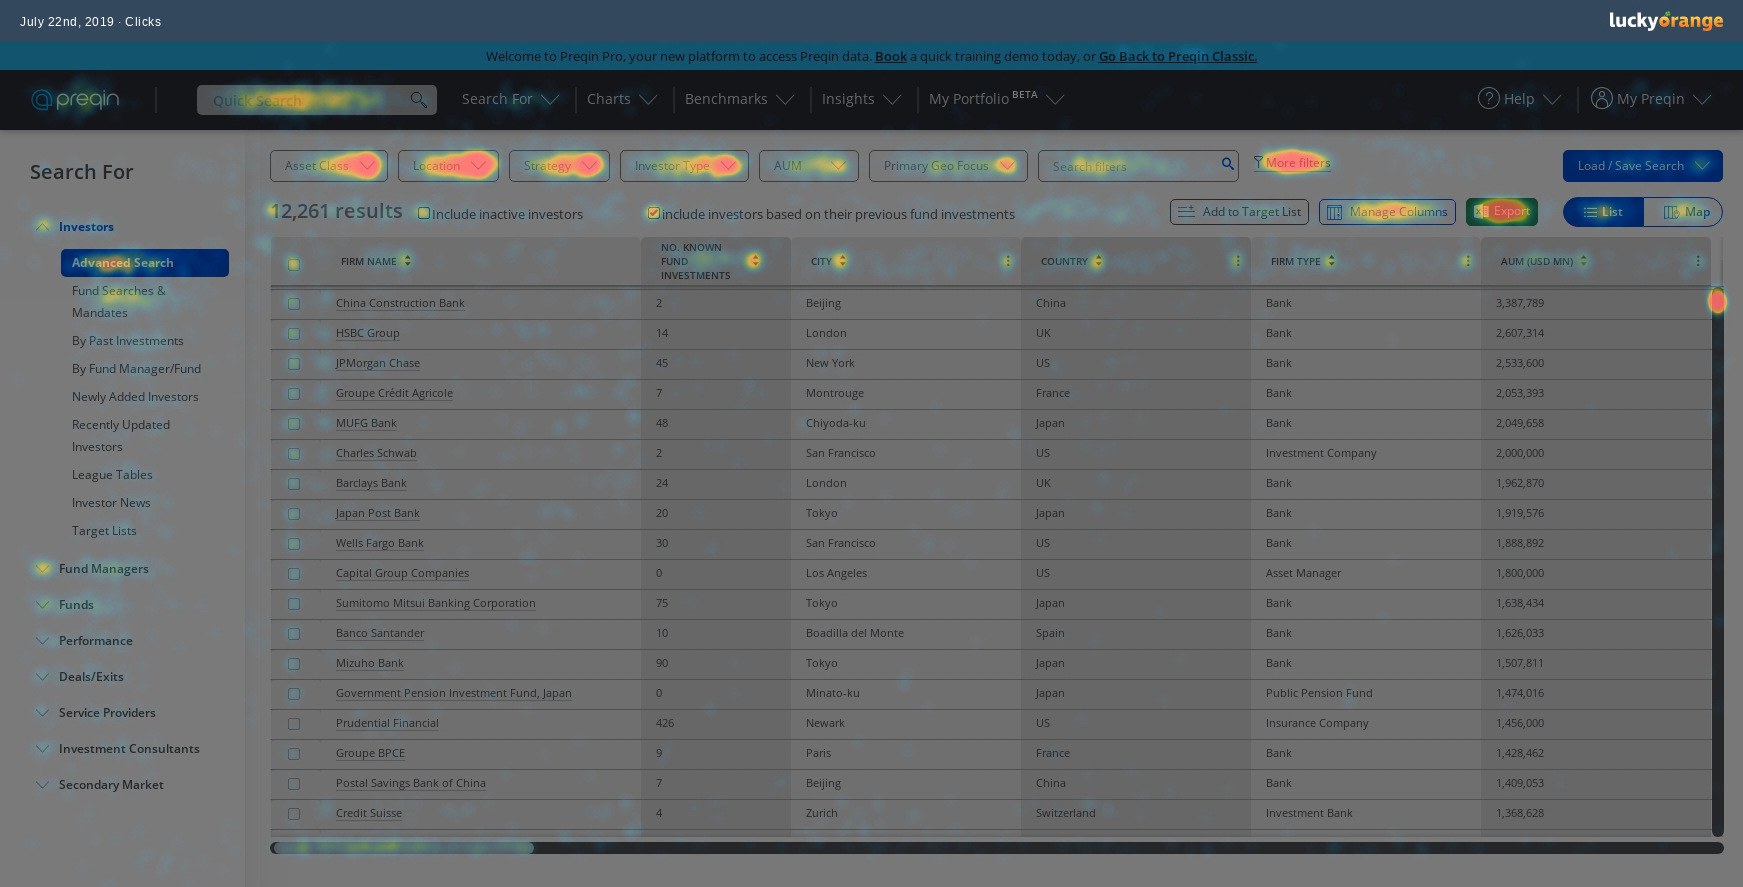 July 22nd, 2019 · Clicks
luckyorange
Welcome to Preqin Pro, your new platform to access Preqin data. Book a quick training demo today, or Go Back to Preqin Classic.
preqin
Quick Search
Search For
Charts
Benchmarks
Insights
My Portfolio BETA
Help
My Preqin
Search For
Investors
Advanced Search
Fund Searches &
Mandates
By Past Investments
By Fund Manager/Fund
Newly Added Investors
Recently Updated
Investors
League Tables
Investor News
Target Lists
Fund Managers
Funds
Performance
Deals/Exits
Service Providers
Investment Consultants
Secondary Market
Asset Class
Location
Strategy
Investor Type
AUM
Primary Geo Focus
Search filters
More filters
Load / Save Search
12,261 results
Include inactive investors
include investors based on their previous fund investments
Add to Target List
Manage Columns
Export
List
Map
FIRM NAME
NO. KNOWN
FUND
INVESTMENTS
CITY
COUNTRY
FIRM TYPE
AUM (USD MN)
China Construction Bank 2 Beijing China Bank 3,387,789
HSBC Group 14 London UK Bank 2,607,314
JPMorgan Chase 45 New York US Bank 2,533,600
Groupe Crédit Agricole 7 Montrouge France Bank 2,053,393
MUFG Bank 48 Chiyoda-ku Japan Bank 2,049,658
Charles Schwab 2 San Francisco US Investment Company 2,000,000
Barclays Bank 24 London UK Bank 1,962,870
Japan Post Bank 20 Tokyo Japan Bank 1,919,576
Wells Fargo Bank 30 San Francisco US Bank 1,888,892
Capital Group Companies 0 Los Angeles US Asset Manager 1,800,000
Sumitomo Mitsui Banking Corporation 75 Tokyo Japan Bank 1,638,434
Banco Santander 10 Boadilla del Monte Spain Bank 1,626,033
Mizuho Bank 90 Tokyo Japan Bank 1,507,811
Government Pension Investment Fund, Japan 0 Minato-ku Japan Public Pension Fund 1,474,016
Prudential Financial 426 Newark US Insurance Company 1,456,000
Groupe BPCE 9 Paris France Bank 1,428,462
Postal Savings Bank of China 7 Beijing China Bank 1,409,053
Credit Suisse 4 Zurich Switzerland Investment Bank 1,368,628